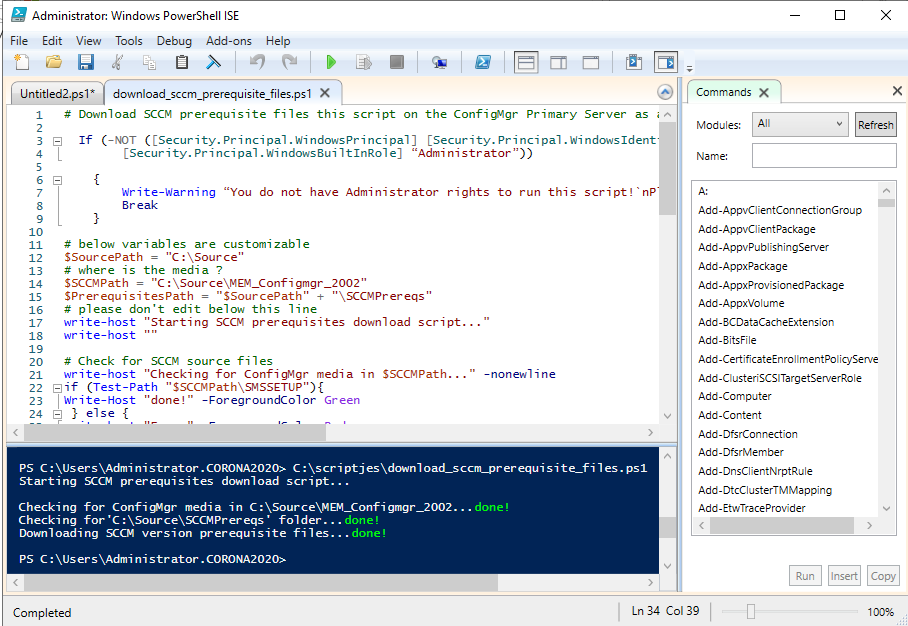 Administrator: Windows PowerShell ISE
File Edit View Tools Debug Add-ons Help
Untitled2.ps1* download_sccm_prerequisite_files.ps1
1 # Download SCCM prerequisite files this script on the ConfigMgr Primary Server as
2
3 If (-NOT ([Security.Principal.WindowsPrincipal] [Security.Principal.WindowsIdent
4 [Security.Principal.WindowsBuiltInRole] “Administrator”))
5
6 {
7 Write-Warning “You do not have Administrator rights to run this script!`nPl
8 Break
9 }
10
11 # below variables are customizable
12 $SourcePath = "C:\Source"
13 # where is the media ?
14 $SCCMPath = "C:\Source\MEM_Configmgr_2002"
15 $PrerequisitesPath = "$SourcePath" + "\SCCMPrereqs"
16 # please don't edit below this line
17 write-host "Starting SCCM prerequisites download script..."
18 write-host ""
19
20 # Check for SCCM source files
21 write-host "Checking for ConfigMgr media in $SCCMPath..." -nonewline
22 if (Test-Path "$SCCMPath\SMSSETUP"){
23 Write-Host "done!" -ForegroundColor Green
24 } else {
PS C:\Users\Administrator.CORONA2020> C:\scriptjes\download_sccm_prerequisite_files.ps1
Starting SCCM prerequisites download script...
Checking for ConfigMgr media in C:\Source\MEM_Configmgr_2002...done!
Checking for'C:\Source\SCCMPrereqs' folder...done!
Downloading SCCM version prerequisite files...done!
PS C:\Users\Administrator.CORONA2020>
Commands
Modules: All Refresh
Name:
A:
Add-AppvClientConnectionGroup
Add-AppvClientPackage
Add-AppvPublishingServer
Add-AppxPackage
Add-AppxProvisionedPackage
Add-AppxVolume
Add-BCDataCacheExtension
Add-BitsFile
Add-CertificateEnrollmentPolicyServe
Add-ClusteriSCSITargetServerRole
Add-Computer
Add-Content
Add-DfsrConnection
Add-DfsrMember
Add-DnsClientNrptRule
Add-DtcClusterTMMapping
Add-EtwTraceProvider
Run Insert Copy
Completed Ln 34 Col 39 100%